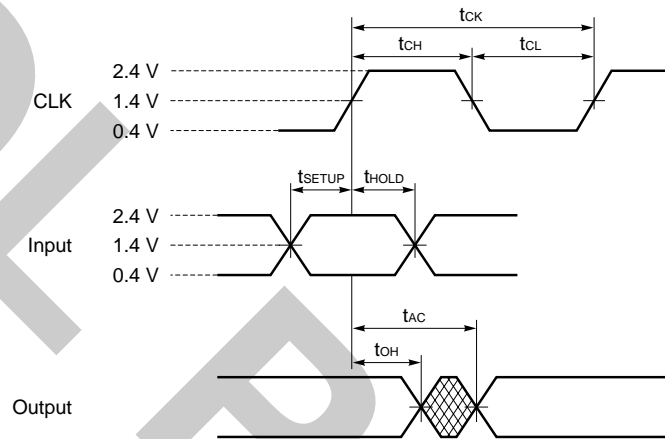 tCK
tCH tCL
2.4 V
CLK 1.4 V
0.4 V
tSETUP tHOLD
2.4 V
Input 1.4 V
0.4 V
tAC
tOH
Output